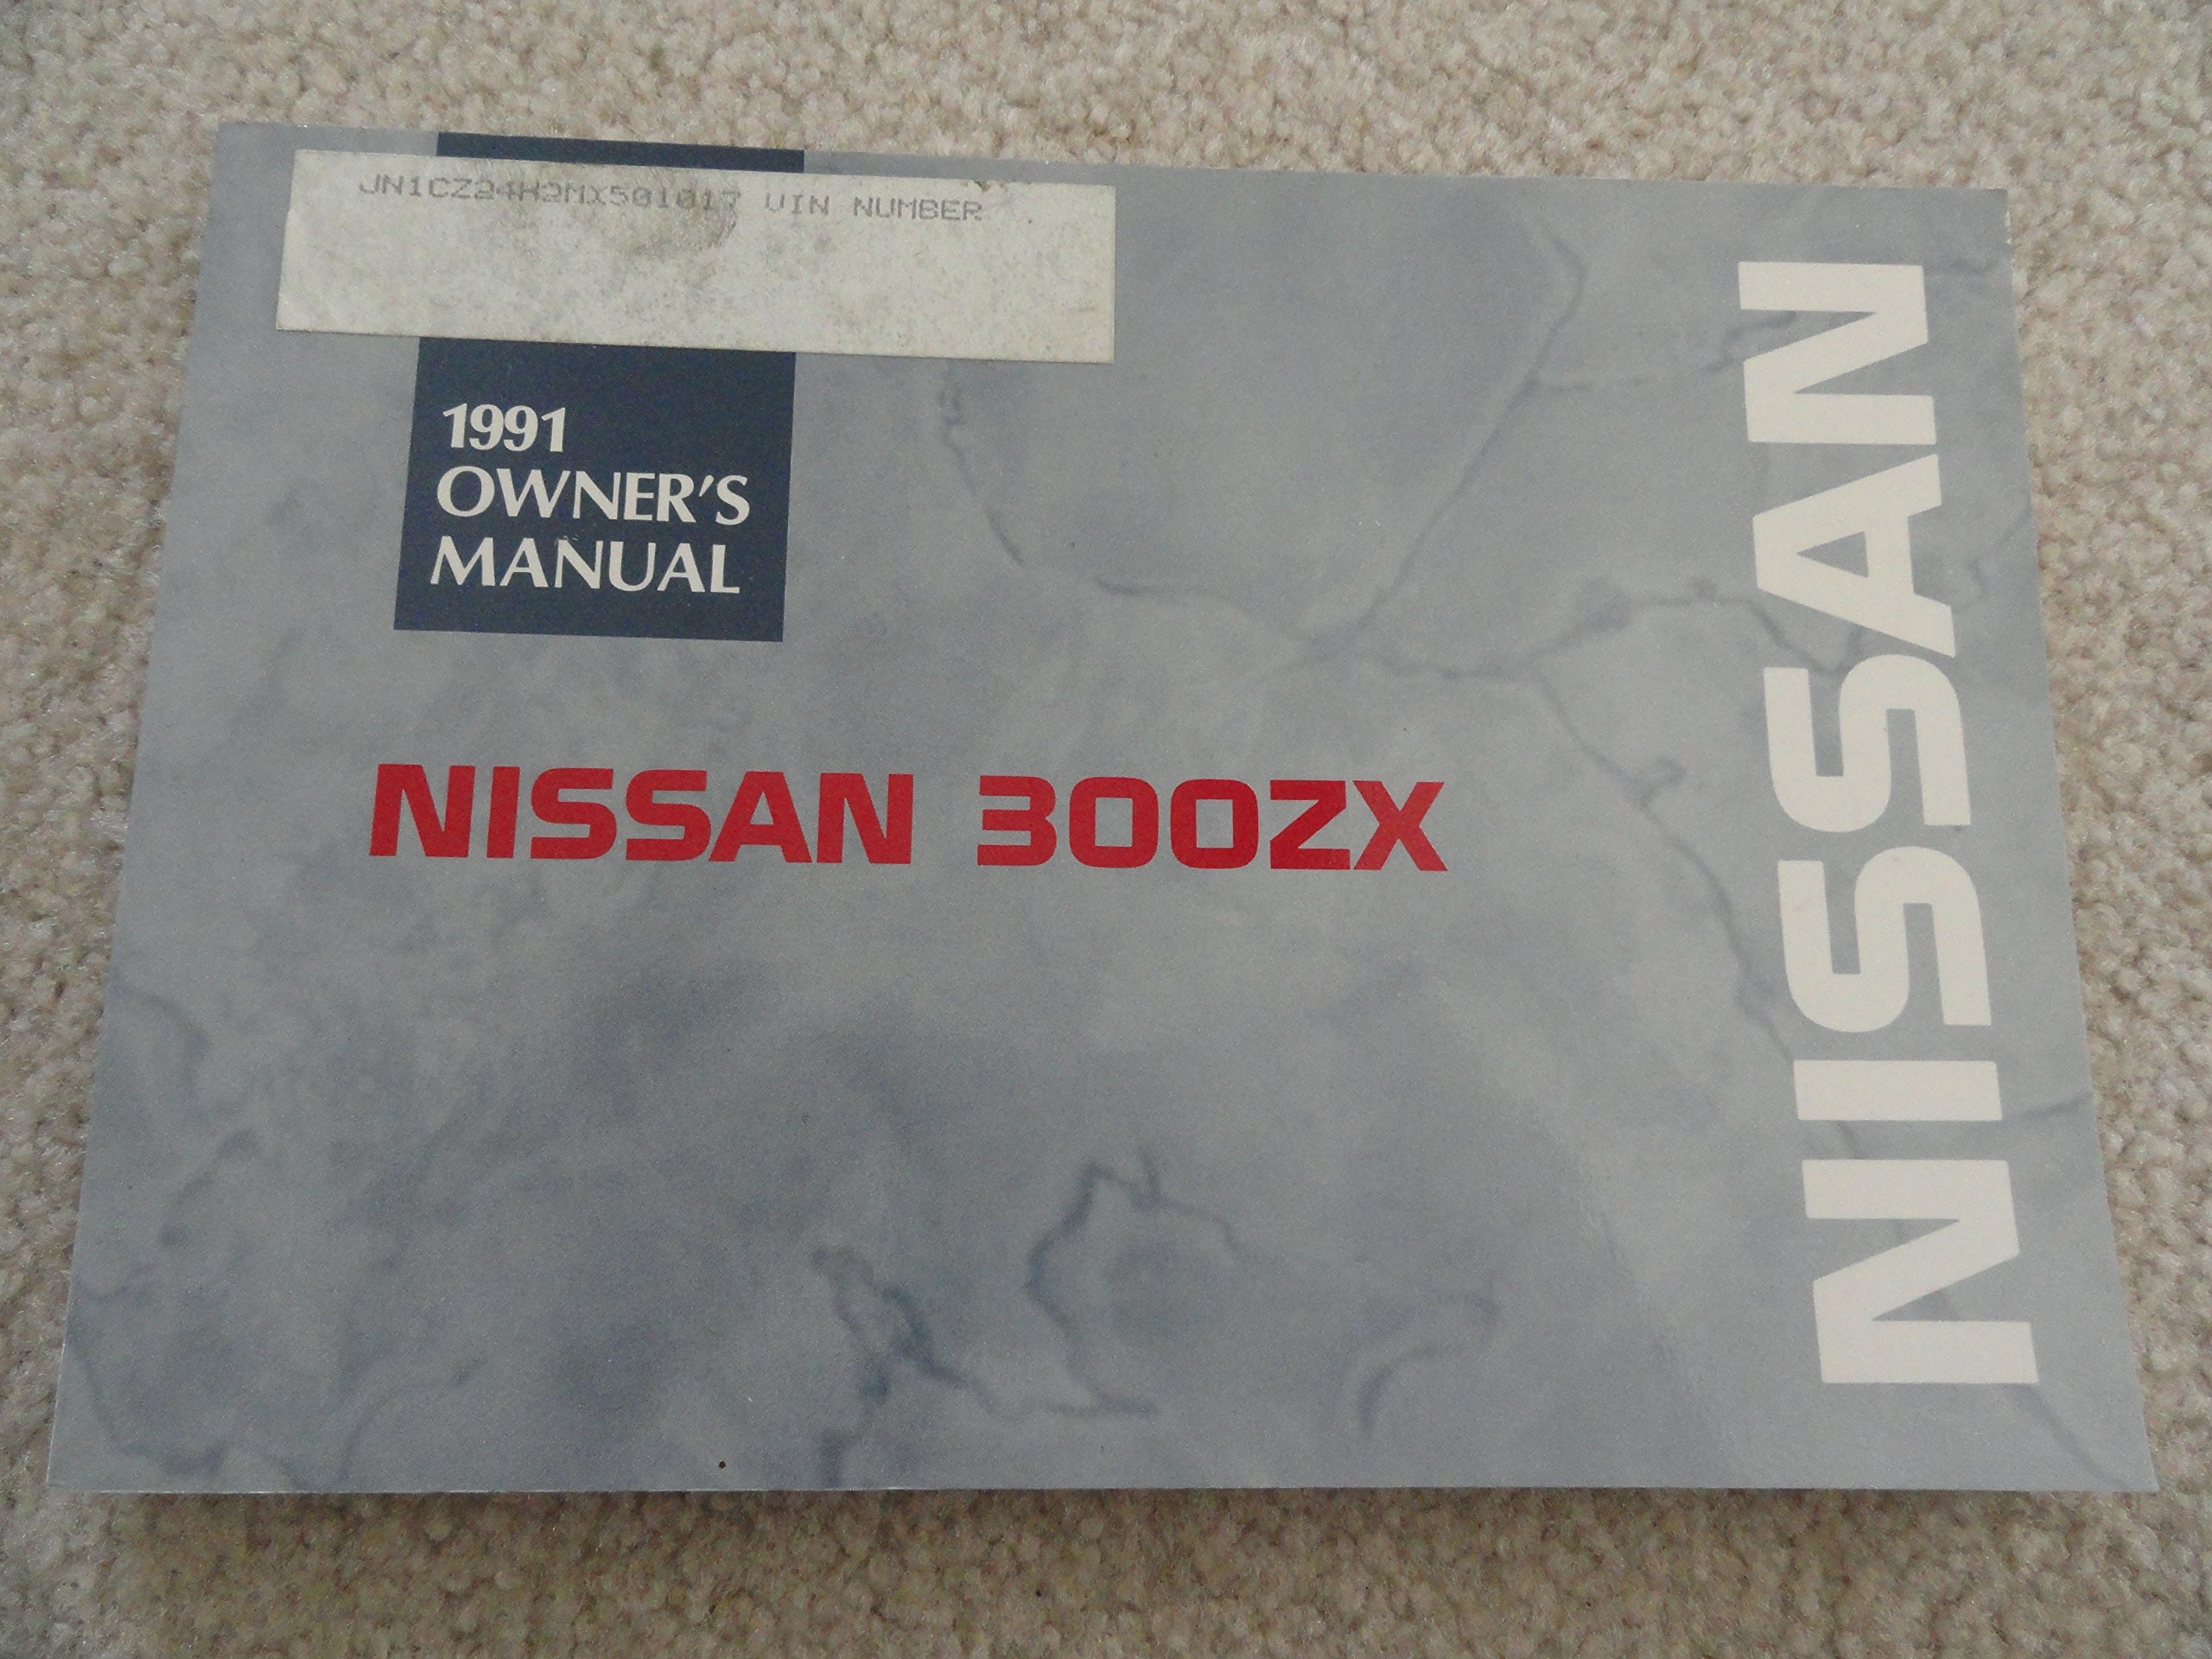 JN1CZ24H2MX501017 VIN NUMBER
1991
OWNER'S
MANUAL
NISSAN 300ZX
NISSAN